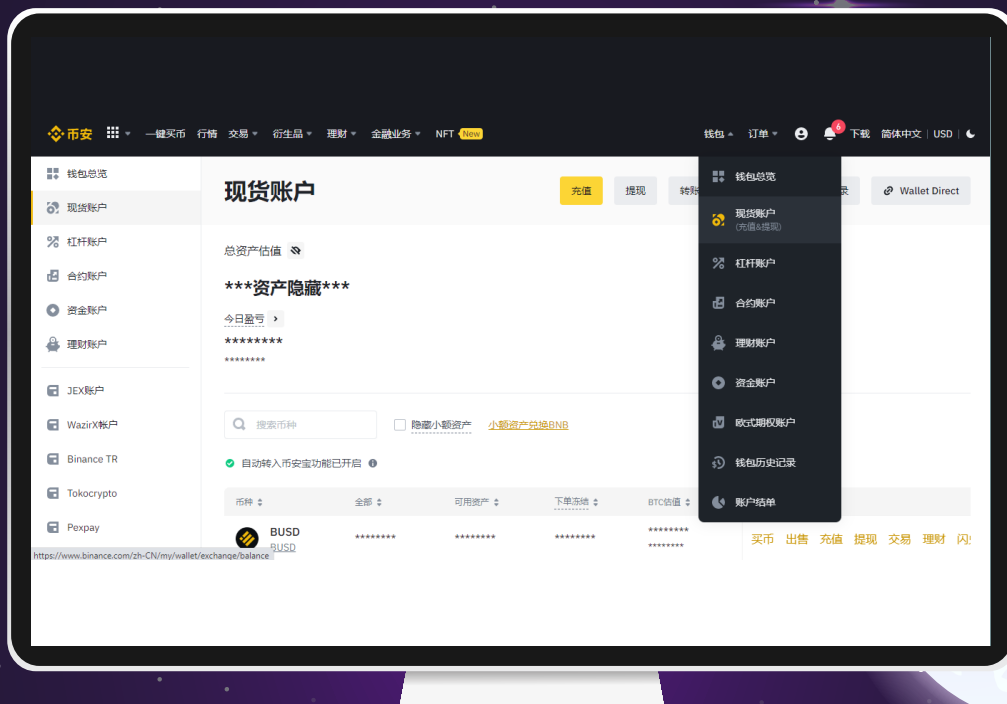 币安 一键买币 行情 交易 衍生品 理财 金融业务 NFT New 钱包 订单 6 下载 简体中文 USD
钱包总览
现货账户
杠杆账户
合约账户
资金账户
理财账户
JEX账户
WazirX帐户
Binance TR
Tokocrypto
Pexpay
https://www.binance.com/zh-CN/my/wallet/exchange/balance
现货账户
充值 提现 Wallet Direct
总资产估值
***资产隐藏***
今日盈亏
********
********
搜索币种 隐藏小额资产 小额资产兑换BNB
自动转入币安宝功能已开启
币种 全部 可用资产 下单冻结 BTC估值
BUSD ******** ******** ******** ********
BUSD ********
买币 出售 充值 提现 交易 理财
钱包总览
现货账户
(充值&提现)
杠杆账户
合约账户
理财账户
资金账户
欧式期权账户
钱包历史记录
账户结单